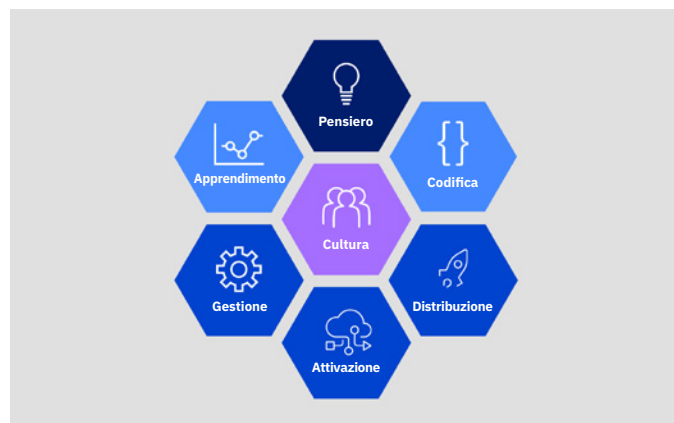 Pensiero
Apprendimento
Codifica
Cultura
Gestione
Distribuzione
Attivazione